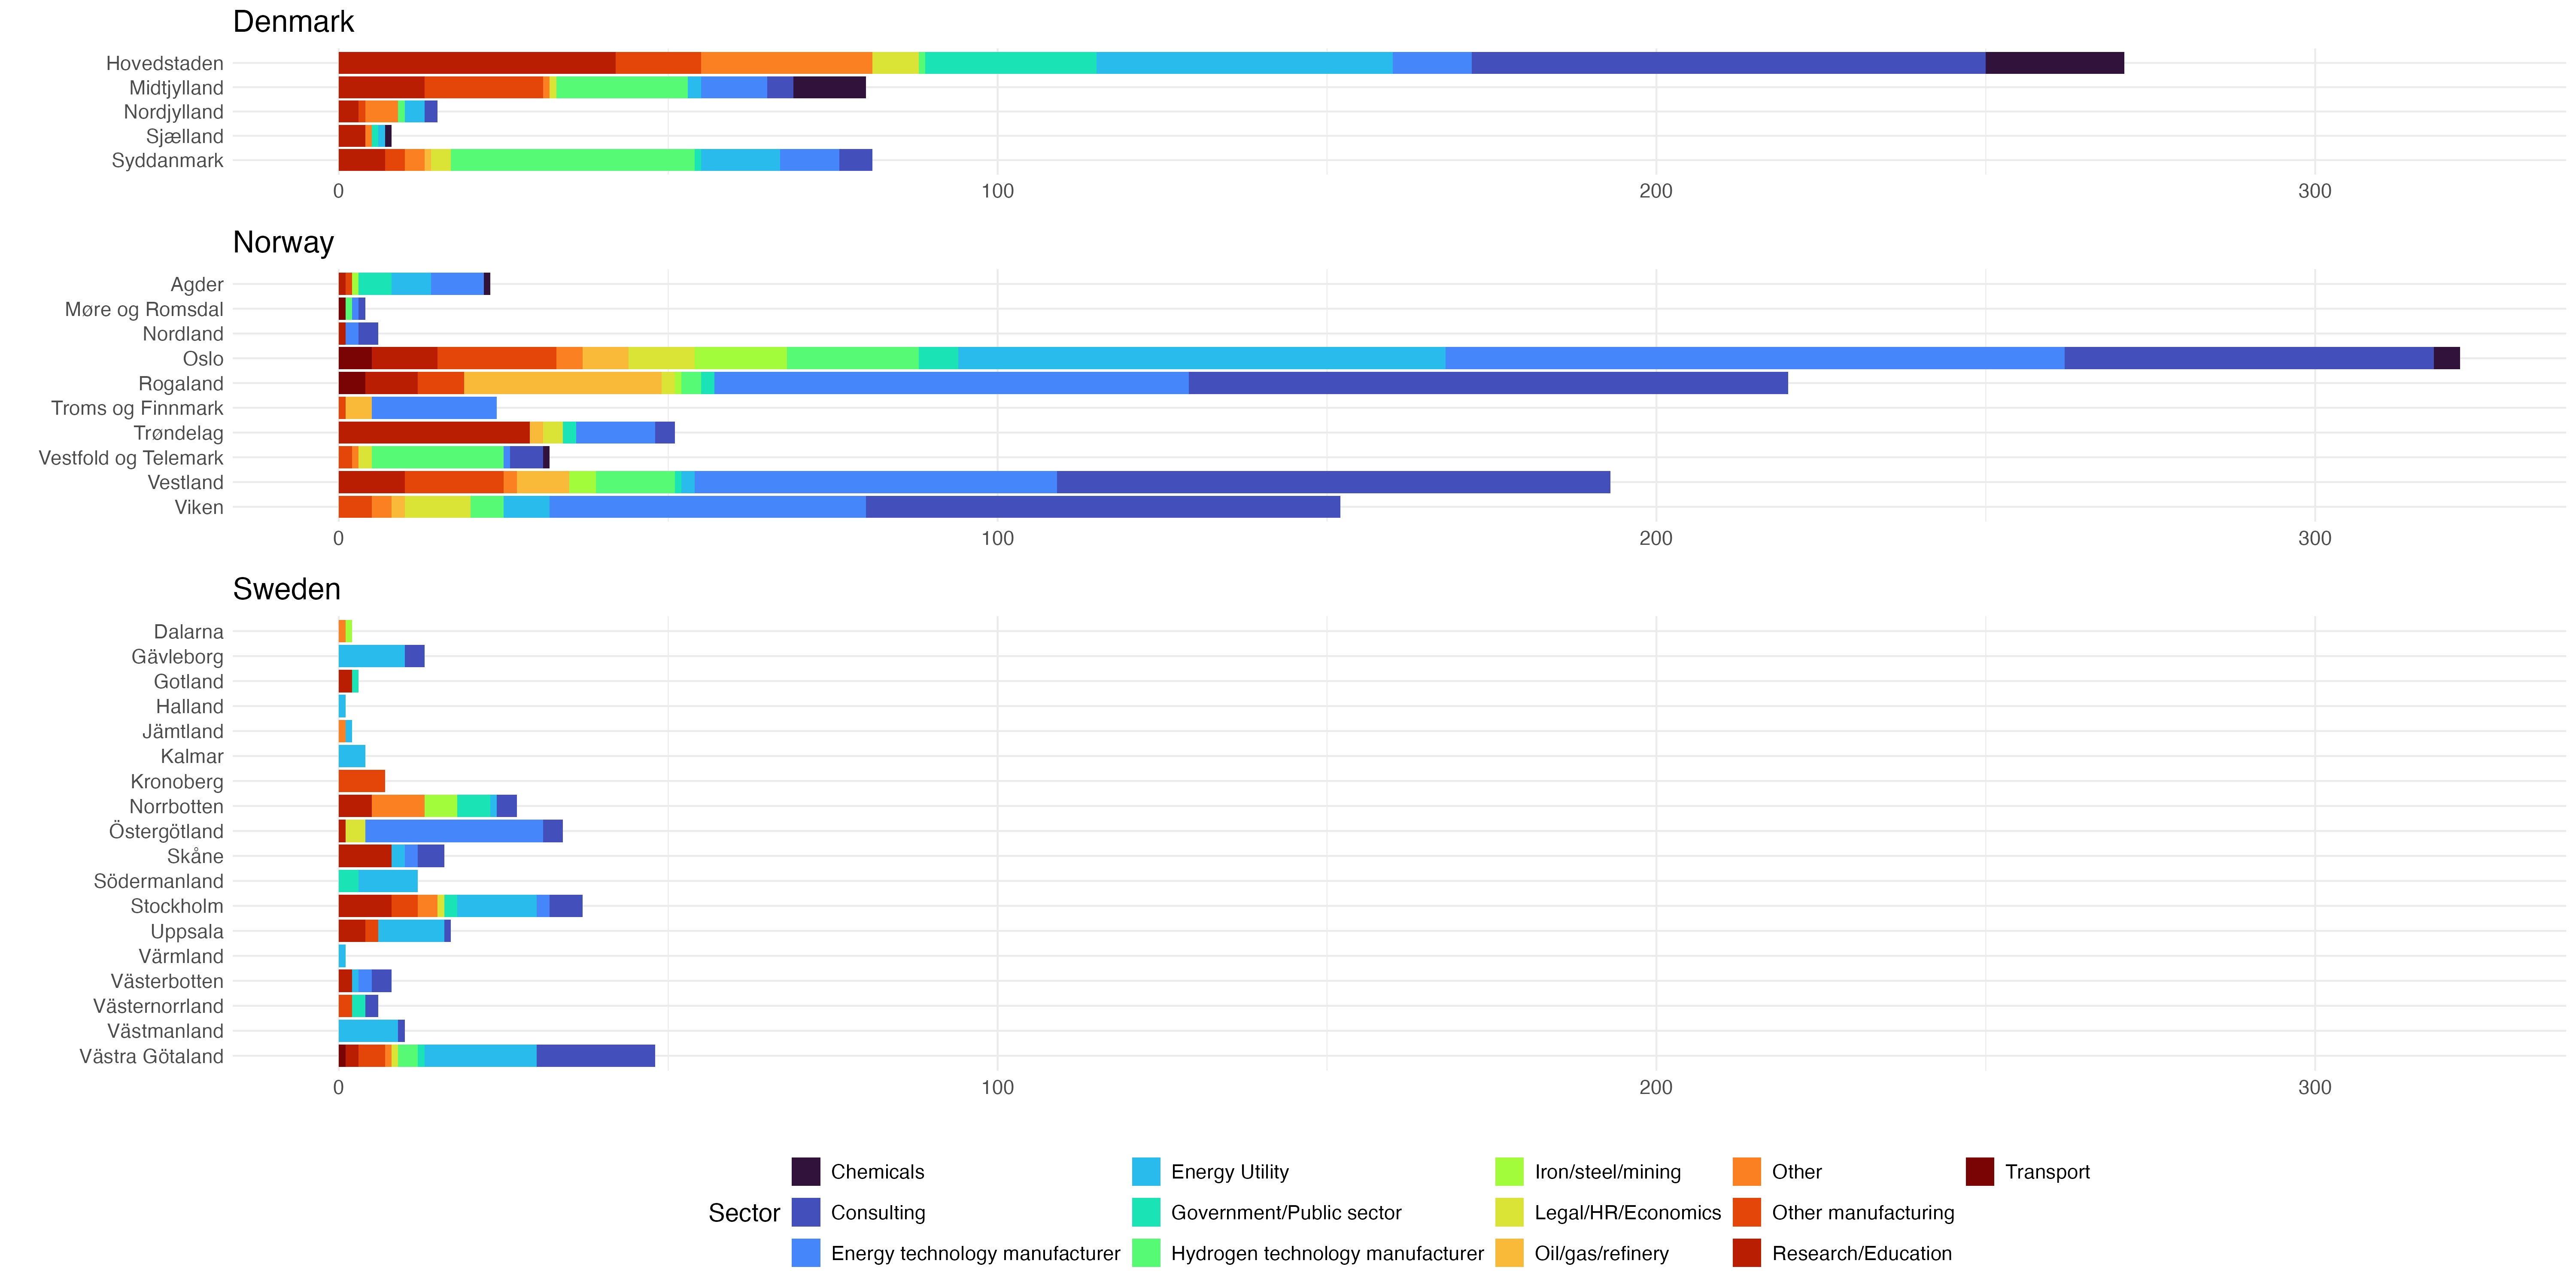 Denmark
Hovedstaden
Midtjylland
Nordjylland
Sjælland
Syddanmark
0 100 200 300
Norway
Agder
Møre og Romsdal
Nordland
Oslo
Rogaland
Troms og Finnmark
Trøndelag
Vestfold og Telemark
Vestland
Viken
0 100 200 300
Sweden
Dalarna
Gävleborg
Gotland
Halland
Jämtland
Kalmar
Kronoberg
Norrbotten
Östergötland
Skåne
Södermanland
Stockholm
Uppsala
Värmland
Västerbotten
Västernorrland
Västmanland
Västra Götaland
0 100 200 300
Chemicals Energy Utility Iron/steel/mining Other Transport
Sector Consulting Government/Public sector Legal/HR/Economics Other manufacturing
Energy technology manufacturer Hydrogen technology manufacturer Oil/gas/refinery Research/Education